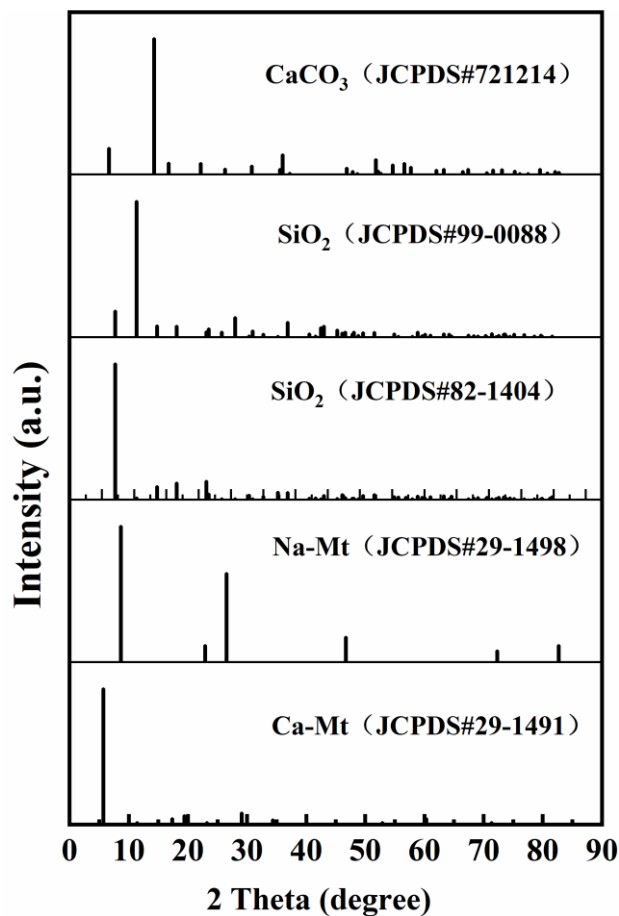 CaCO₃（JCPDS#721214）
SiO₂（JCPDS#99-0088）
SiO₂（JCPDS#82-1404）
Na-Mt（JCPDS#29-1498）
Ca-Mt（JCPDS#29-1491）
Intensity (a.u.)
0 10 20 30 40 50 60 70 80 90
2 Theta (degree)